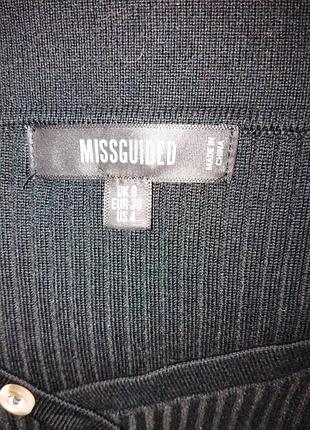 MISSGUIDED
MADE IN
CHINA
UK 8
EUR 36
US 4